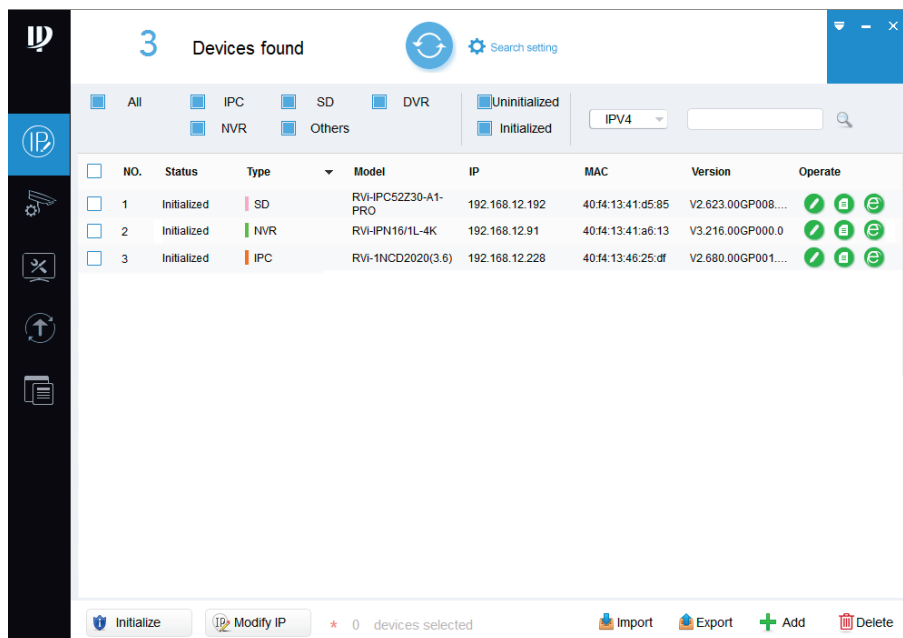 3 Devices found Search setting
All IPC SD DVR Uninitialized
NVR Others Initialized
IPV4
NO. Status Type Model IP MAC Version Operate
1 Initialized SD RVi-IPC52Z30-A1-PRO 192.168.12.192 40:f4:13:41:d5:85 V2.623.00GP008....
2 Initialized NVR RVi-IPN16/1L-4K 192.168.12.91 40:f4:13:41:a6:13 V3.216.00GP000.0
3 Initialized IPC RVi-1NCD2020(3.6) 192.168.12.228 40:f4:13:46:25:df V2.680.00GP001....
Initialize Modify IP * 0 devices selected Import Export Add Delete